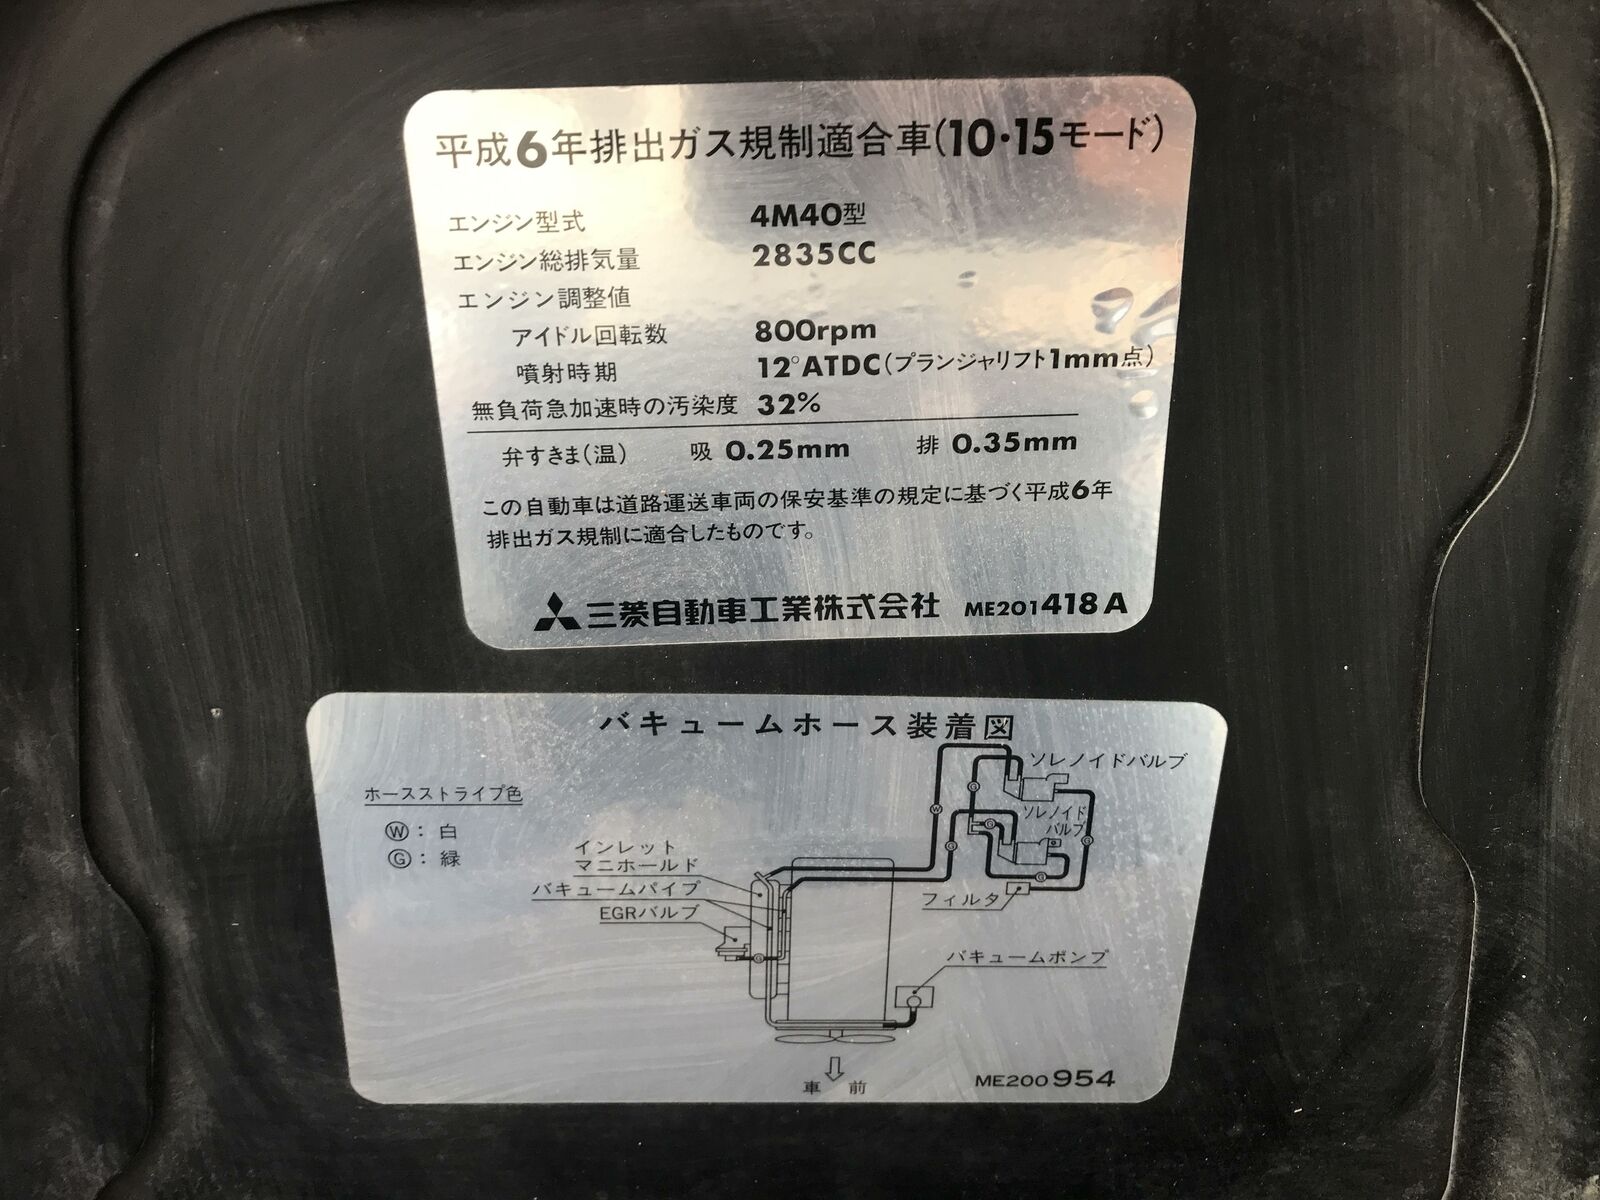 平成6年排出ガス規制適合車(10・15モード)
エンジン型式 4M40型
エンジン総排気量 2835CC
エンジン調整値
アイドル回転数 800rpm
噴射時期 12°ATDC(プランジャリフト1mm点)
無負荷急加速時の汚染度 32%
弁すきま(温) 吸 0.25mm 排 0.35mm
この自動車は道路運送車両の保安基準の規定に基づく平成6年
排出ガス規制に適合したものです。
三菱自動車工業株式会社 ME201418A
バキュームホース装着図
ホースストライプ色
Ⓦ: 白
Ⓖ: 緑
ソレノイドバルブ
W
G
ソレノイド
バルブ
G
G
G
G
フィルタ
インレット
マニホールド
バキュームパイプ
EGRバルブ
G
バキュームポンプ
車 前
ME200954